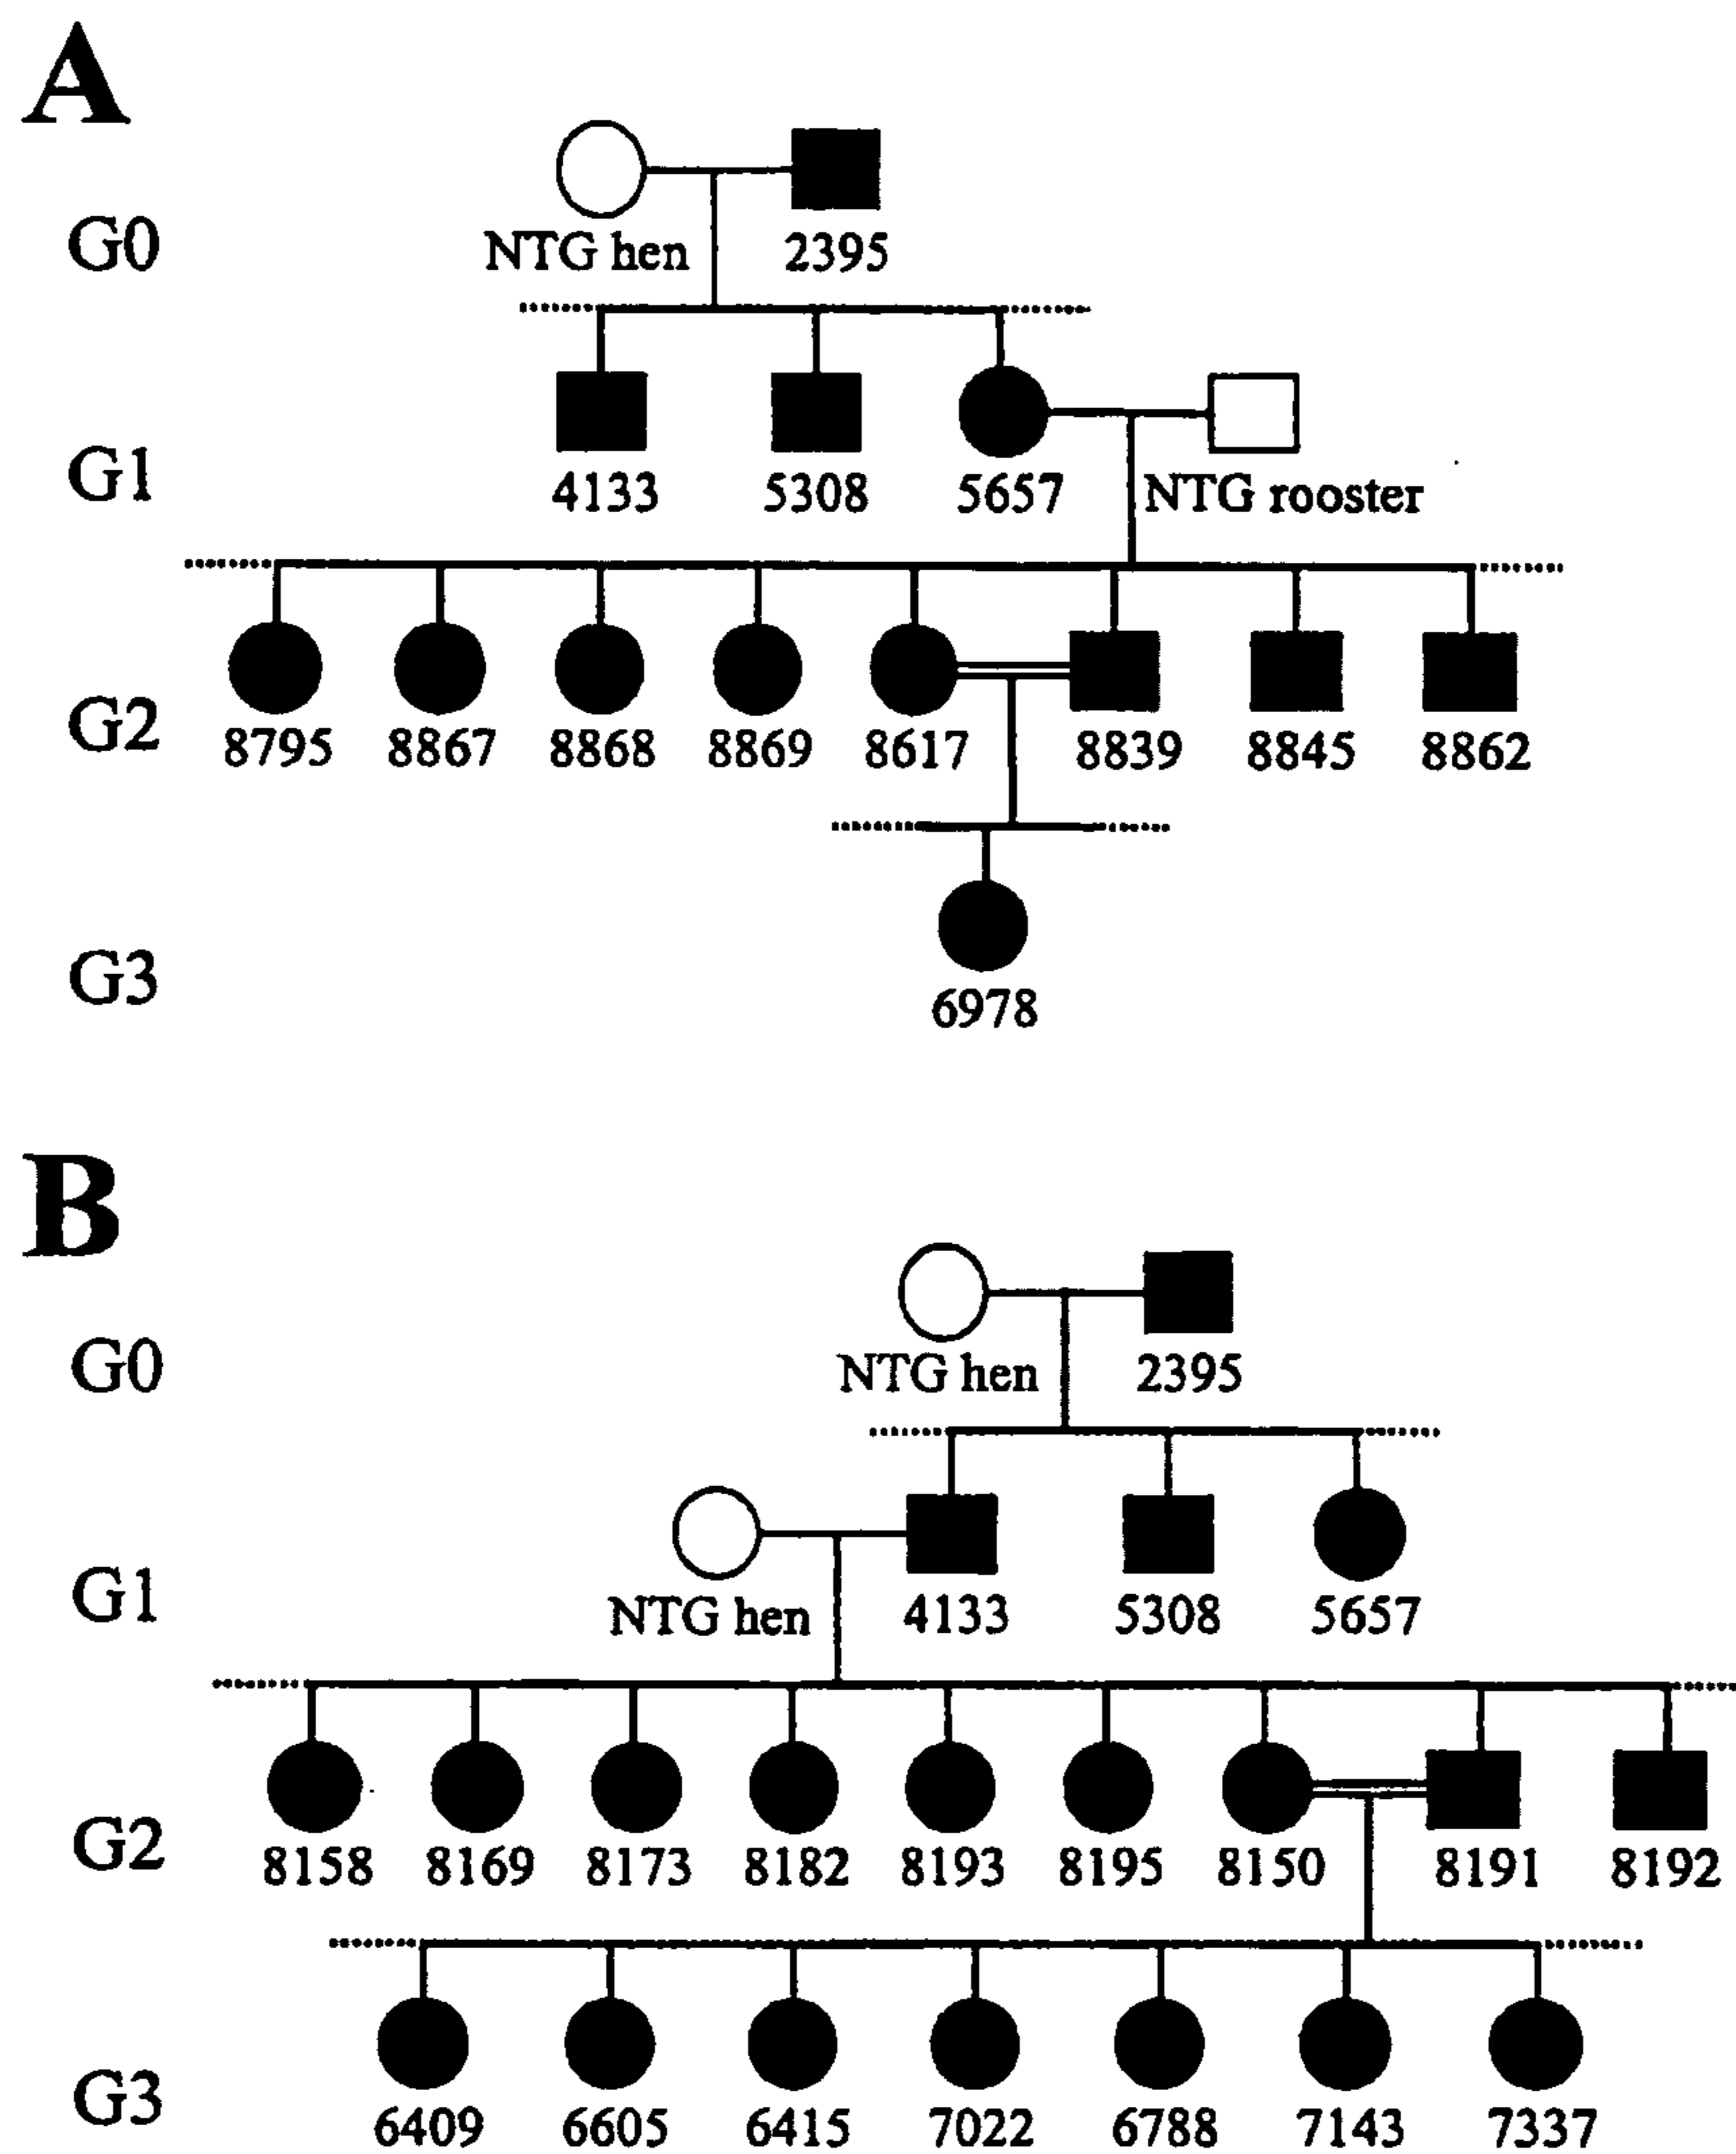 A
G0
NTG hen 2395
G1
4133 5308 5657 NTG rooster
G2
8795 8867 8868 8869 8617 8839 8845 8862
G3
6978
B
G0
NTG hen 2395
G1
NTG hen 4133 5308 5657
G2
8158 8169 8173 8182 8193 8195 8150 8191 8192
G3
6409 6605 6415 7022 6788 7143 7337